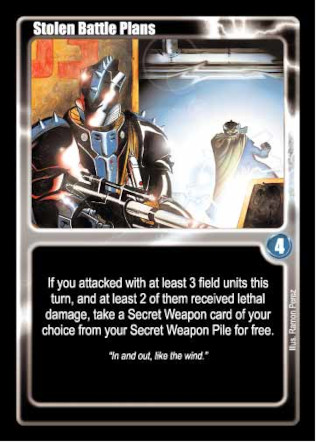 Stolen Battle Plans
03
4
If you attacked with at least 3 field units this
turn, and at least 2 of them received lethal
damage, take a Secret Weapon card of your
choice from your Secret Weapon Pile for free.
"In and out, like the wind."
Illus. Ramon Perez